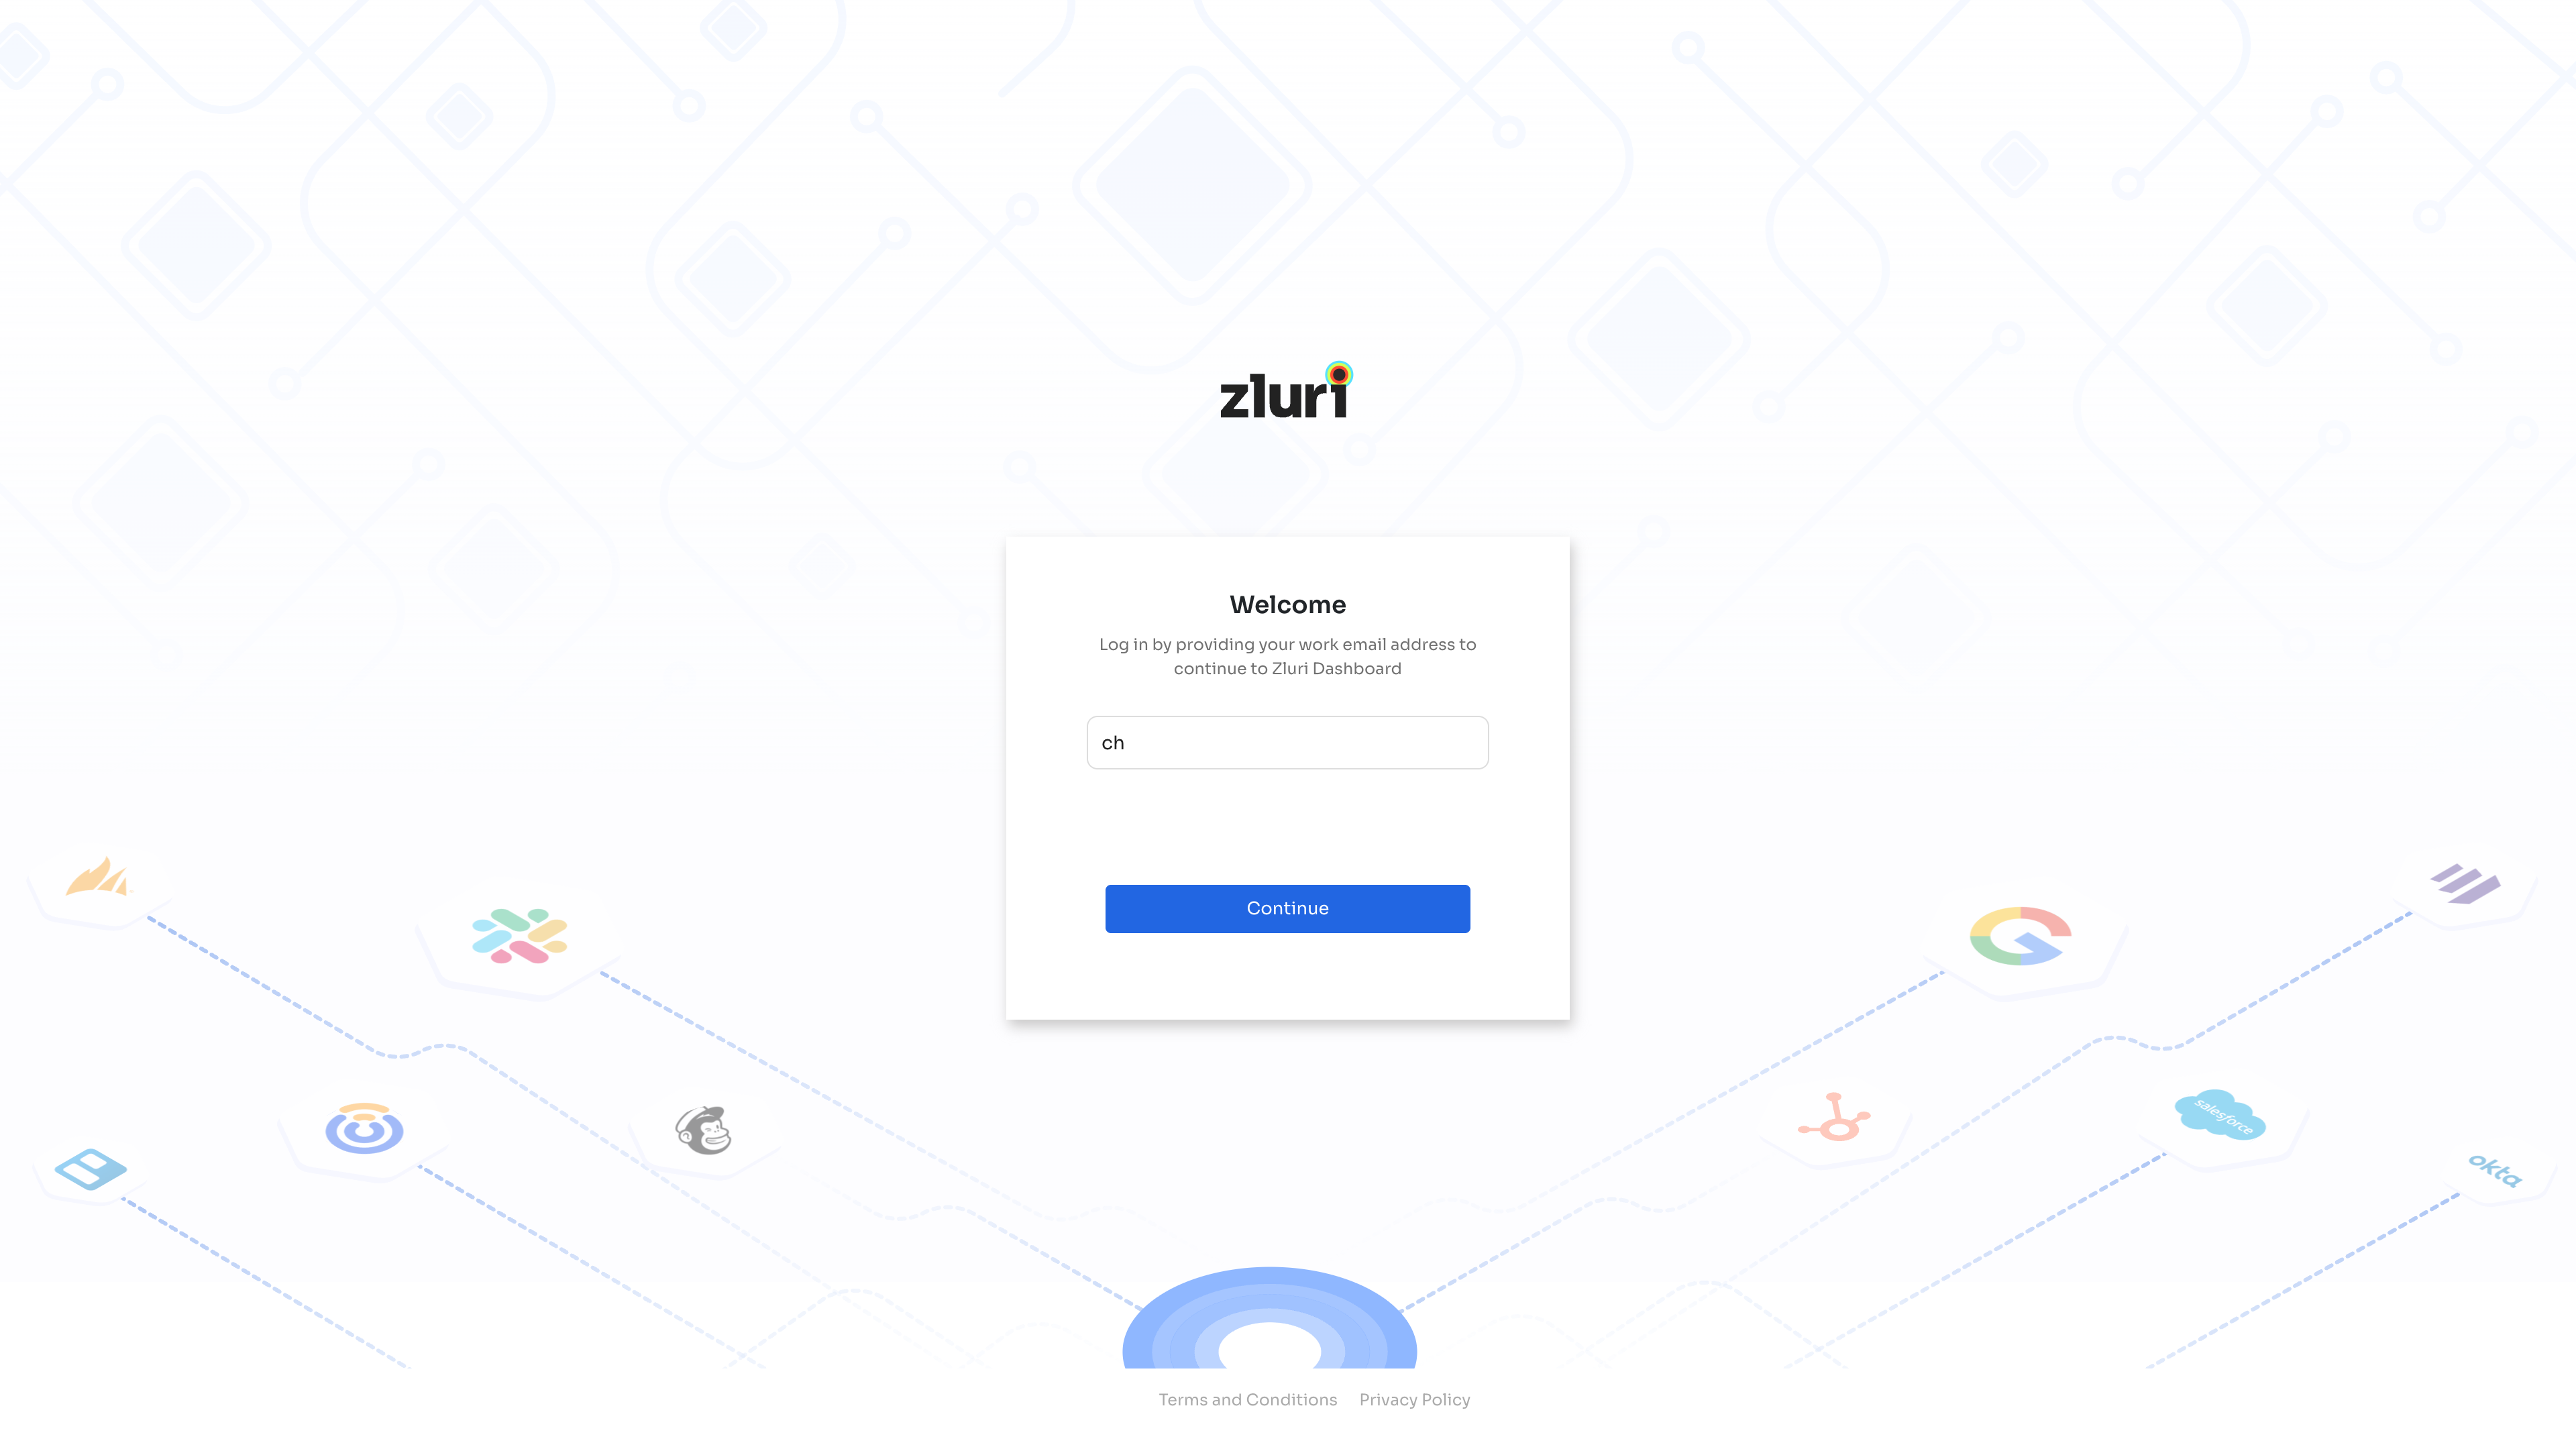 zluri
Welcome
Log in by providing your work email address to
continue to Zluri Dashboard
ch
Continue
salesforce
okta
Terms and Conditions Privacy Policy